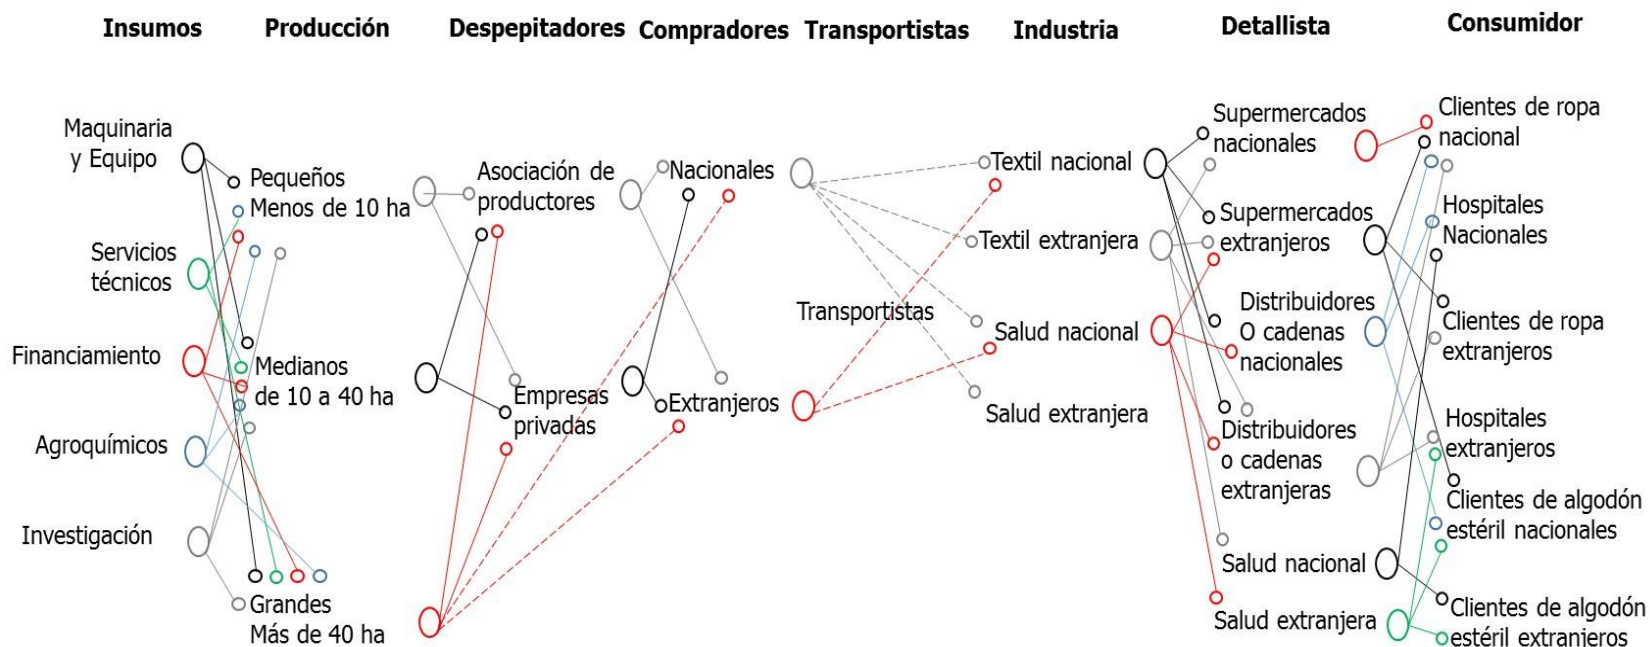 Insumos
Producción
Despepitadores
Compradores
Transportistas
Industria
Detallista
Consumidor
Maquinaria
y Equipo
Servicios
técnicos
Financiamiento
Agroquímicos
Investigación
Pequeños
Menos de 10 ha
Medianos
de 10 a 40 ha
Grandes
Más de 40 ha
Asociación de
productores
Empresas
privadas
Nacionales
Extranjeros
Transportistas
Textil nacional
Textil extranjera
Salud nacional
Salud extranjera
Supermercados
nacionales
Supermercados
extranjeros
Distribuidores
O cadenas
nacionales
Distribuidores
o cadenas
extranjeras
Salud nacional
Salud extranjera
Clientes de ropa
nacional
Hospitales
Nacionales
Clientes de ropa
extranjeros
Hospitales
extranjeros
Clientes de algodón
estéril nacionales
Clientes de algodón
estéril extranjeros